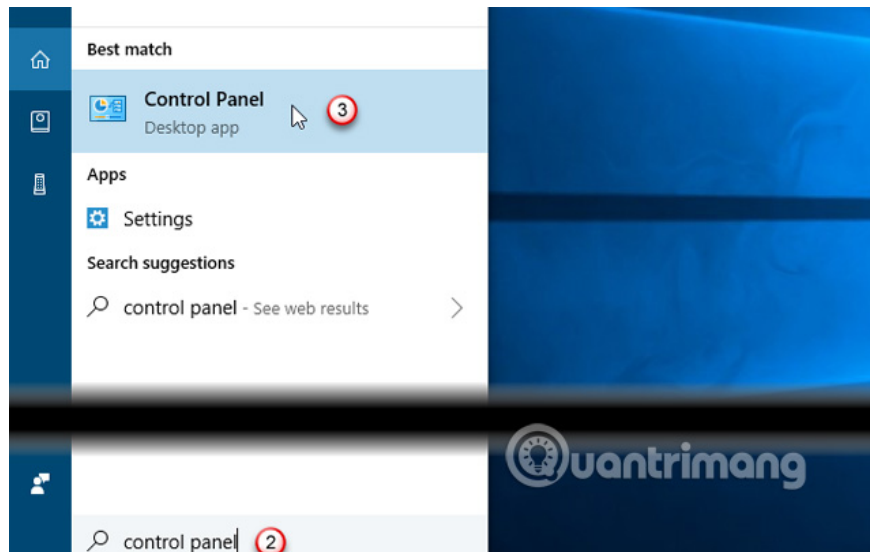 Best match
Control Panel
Desktop app
3
Apps
Settings
Search suggestions
control panel - See web results
Quantrimang
control panel
2